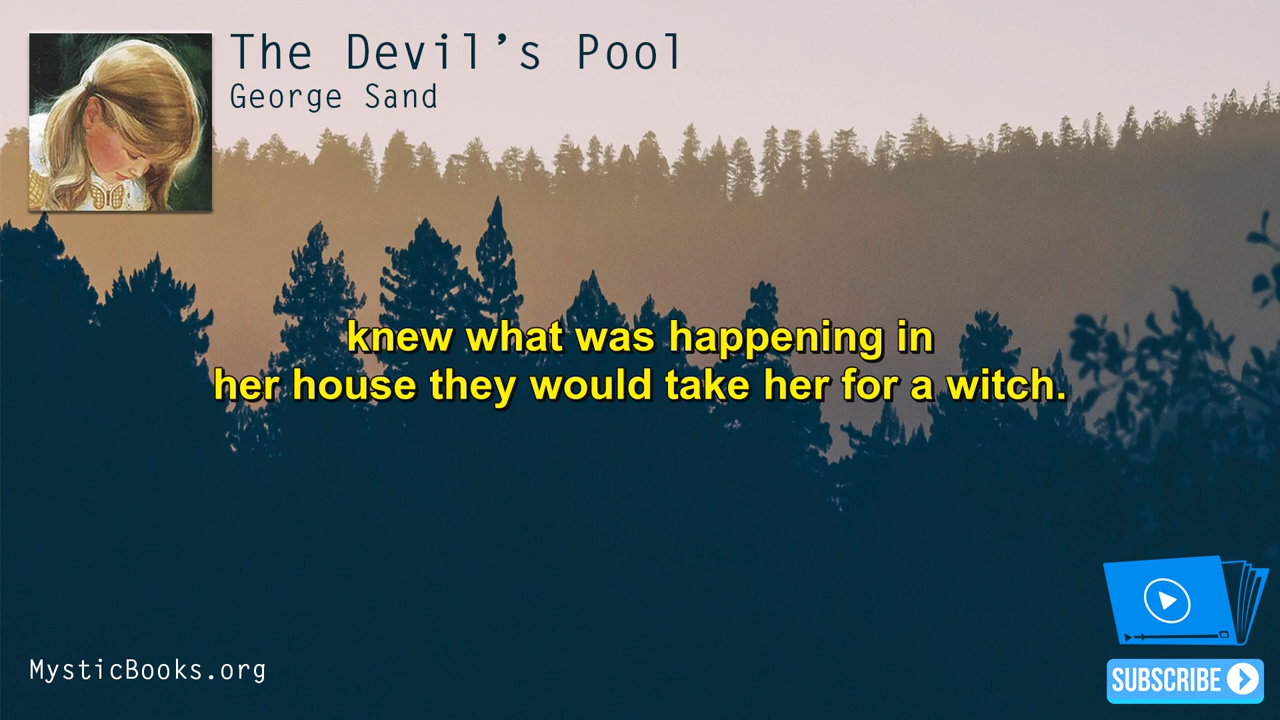 The Devil's Pool
George Sand
knew what was happening in
her house they would take her for a witch.
MysticBooks.org
SUBSCRIBE